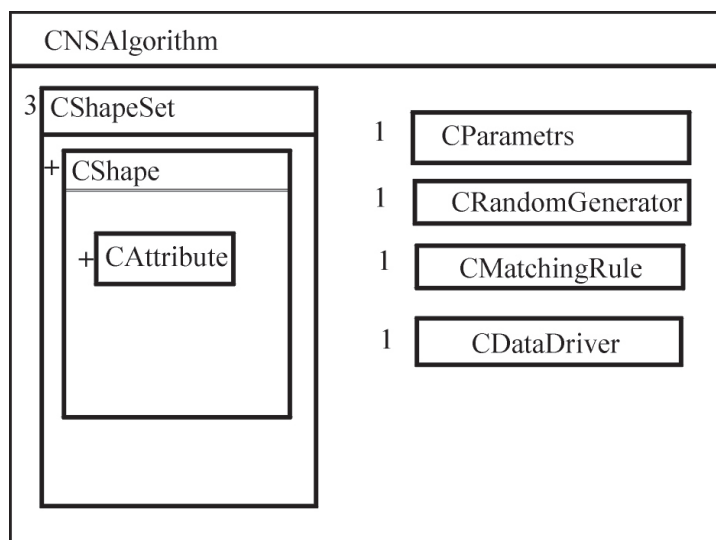 CNSAlgorithm
3 CShapeSet
+ CShape
+ CAttribute
1 CParametrs
1 CRandomGenerator
1 CMatchingRule
1 CDataDriver